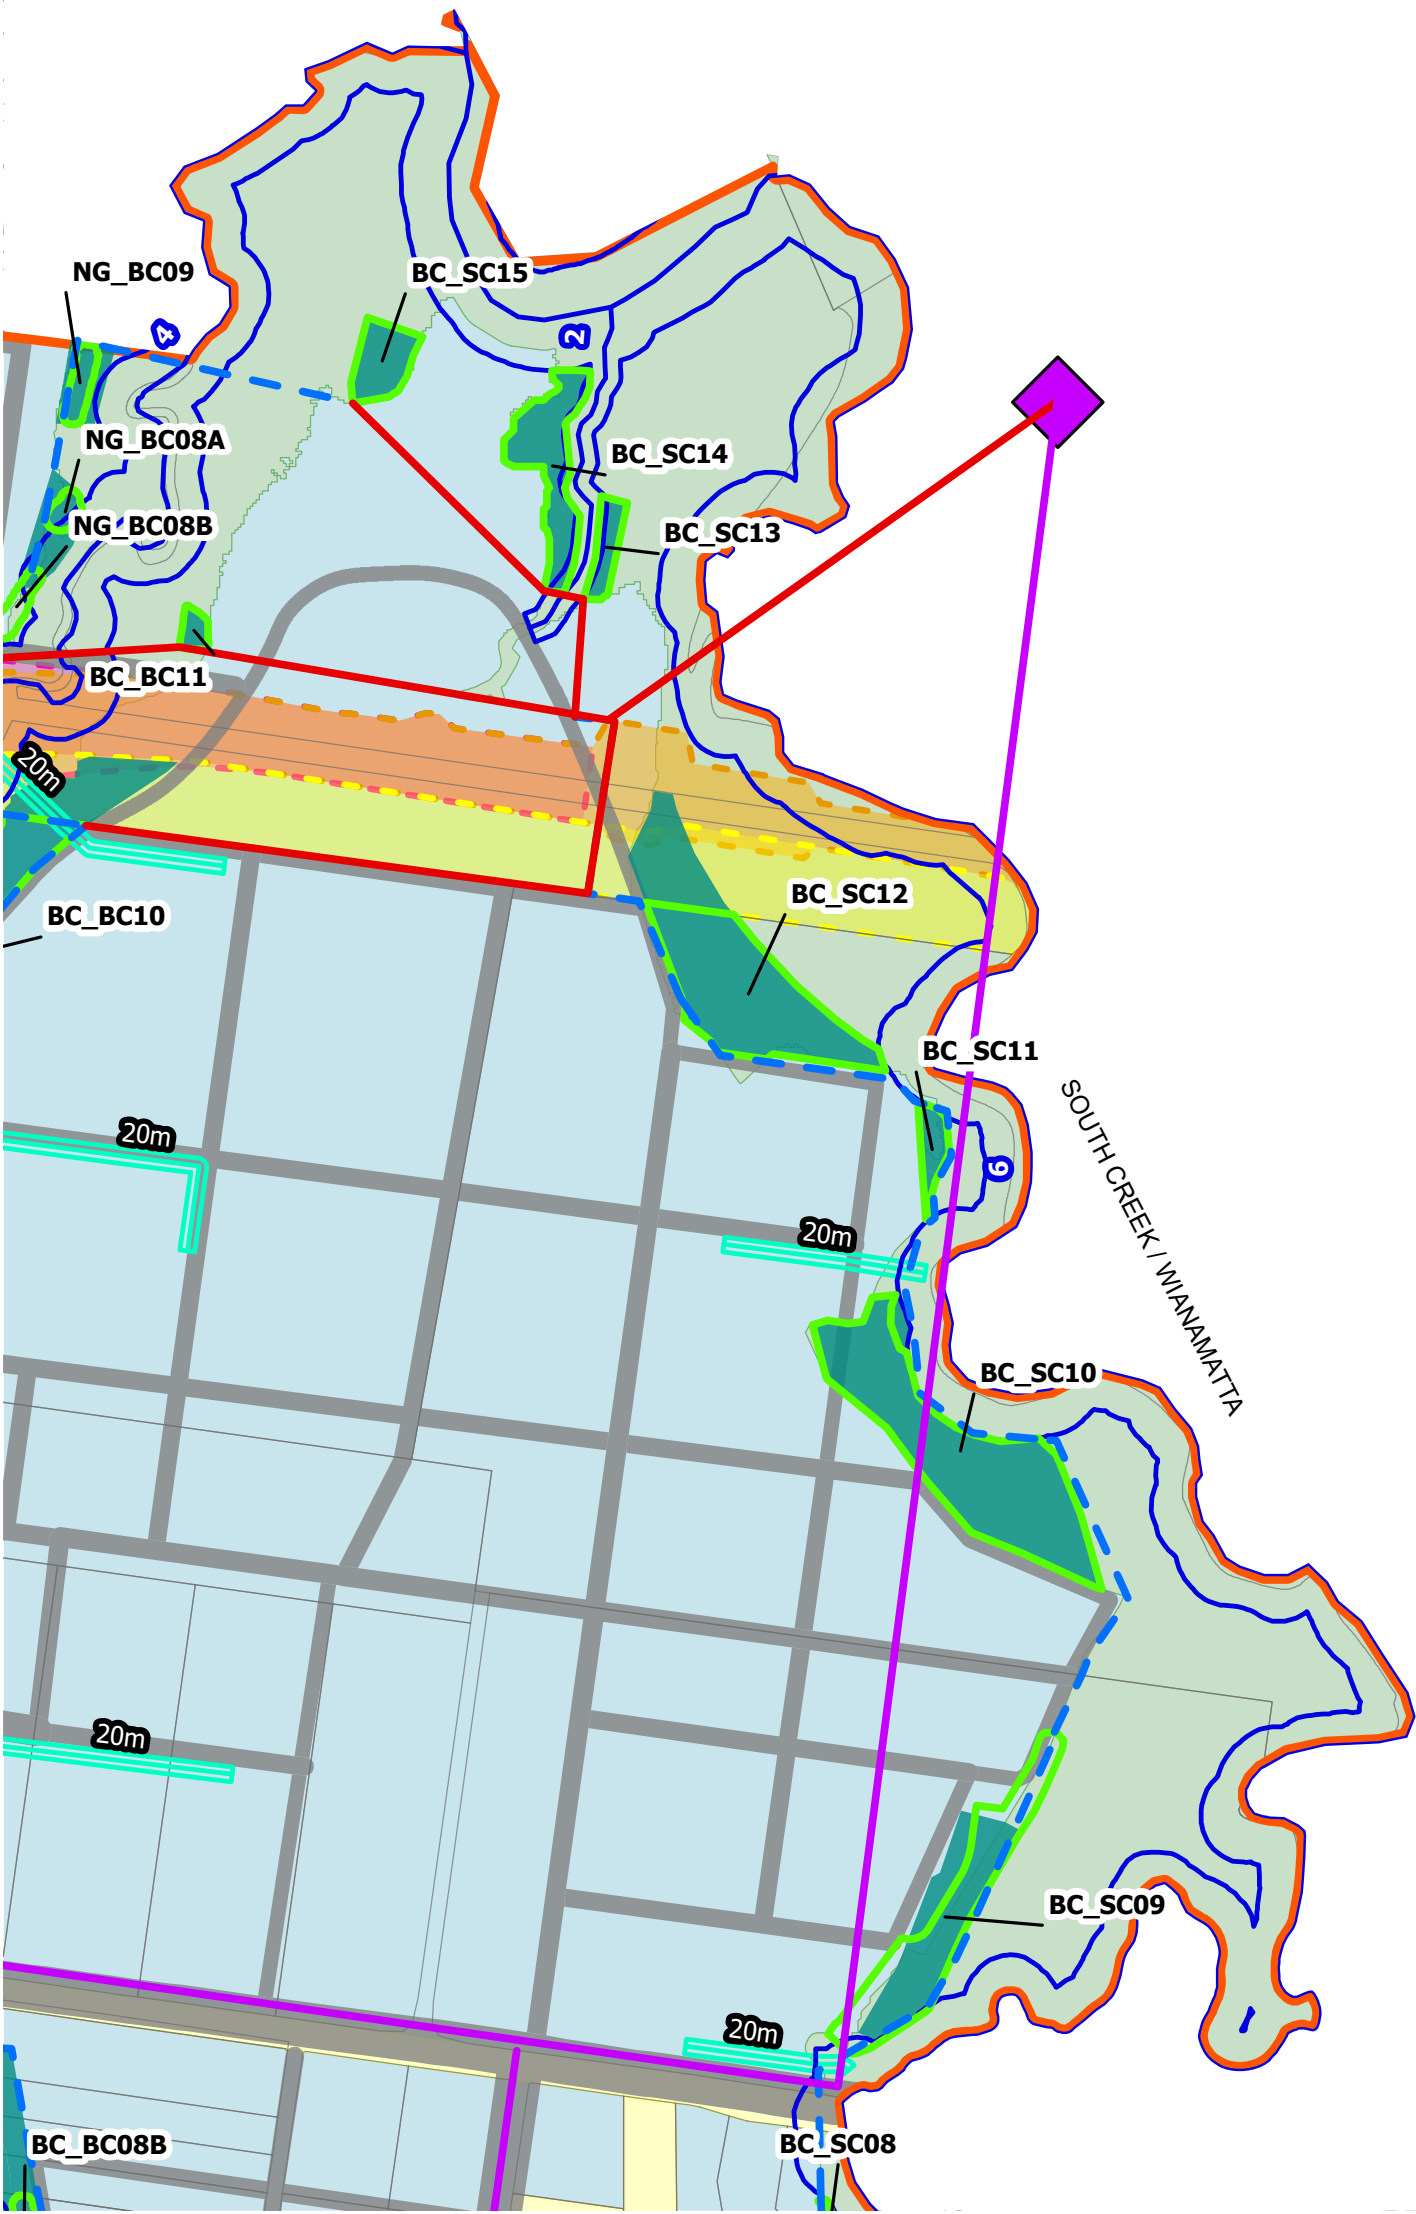 NG_BC09
BC_SC15
4
2
NG_BC08A
BC_SC14
NG_BC08B
BC_SC13
BC_BC11
20m
BC_SC12
BC_BC10
BC_SC11
20m
SOUTH CREEK / WIANAMATTA
6
20m
BC_SC10
20m
BC_SC09
20m
BC_BC08B
BC_SC08